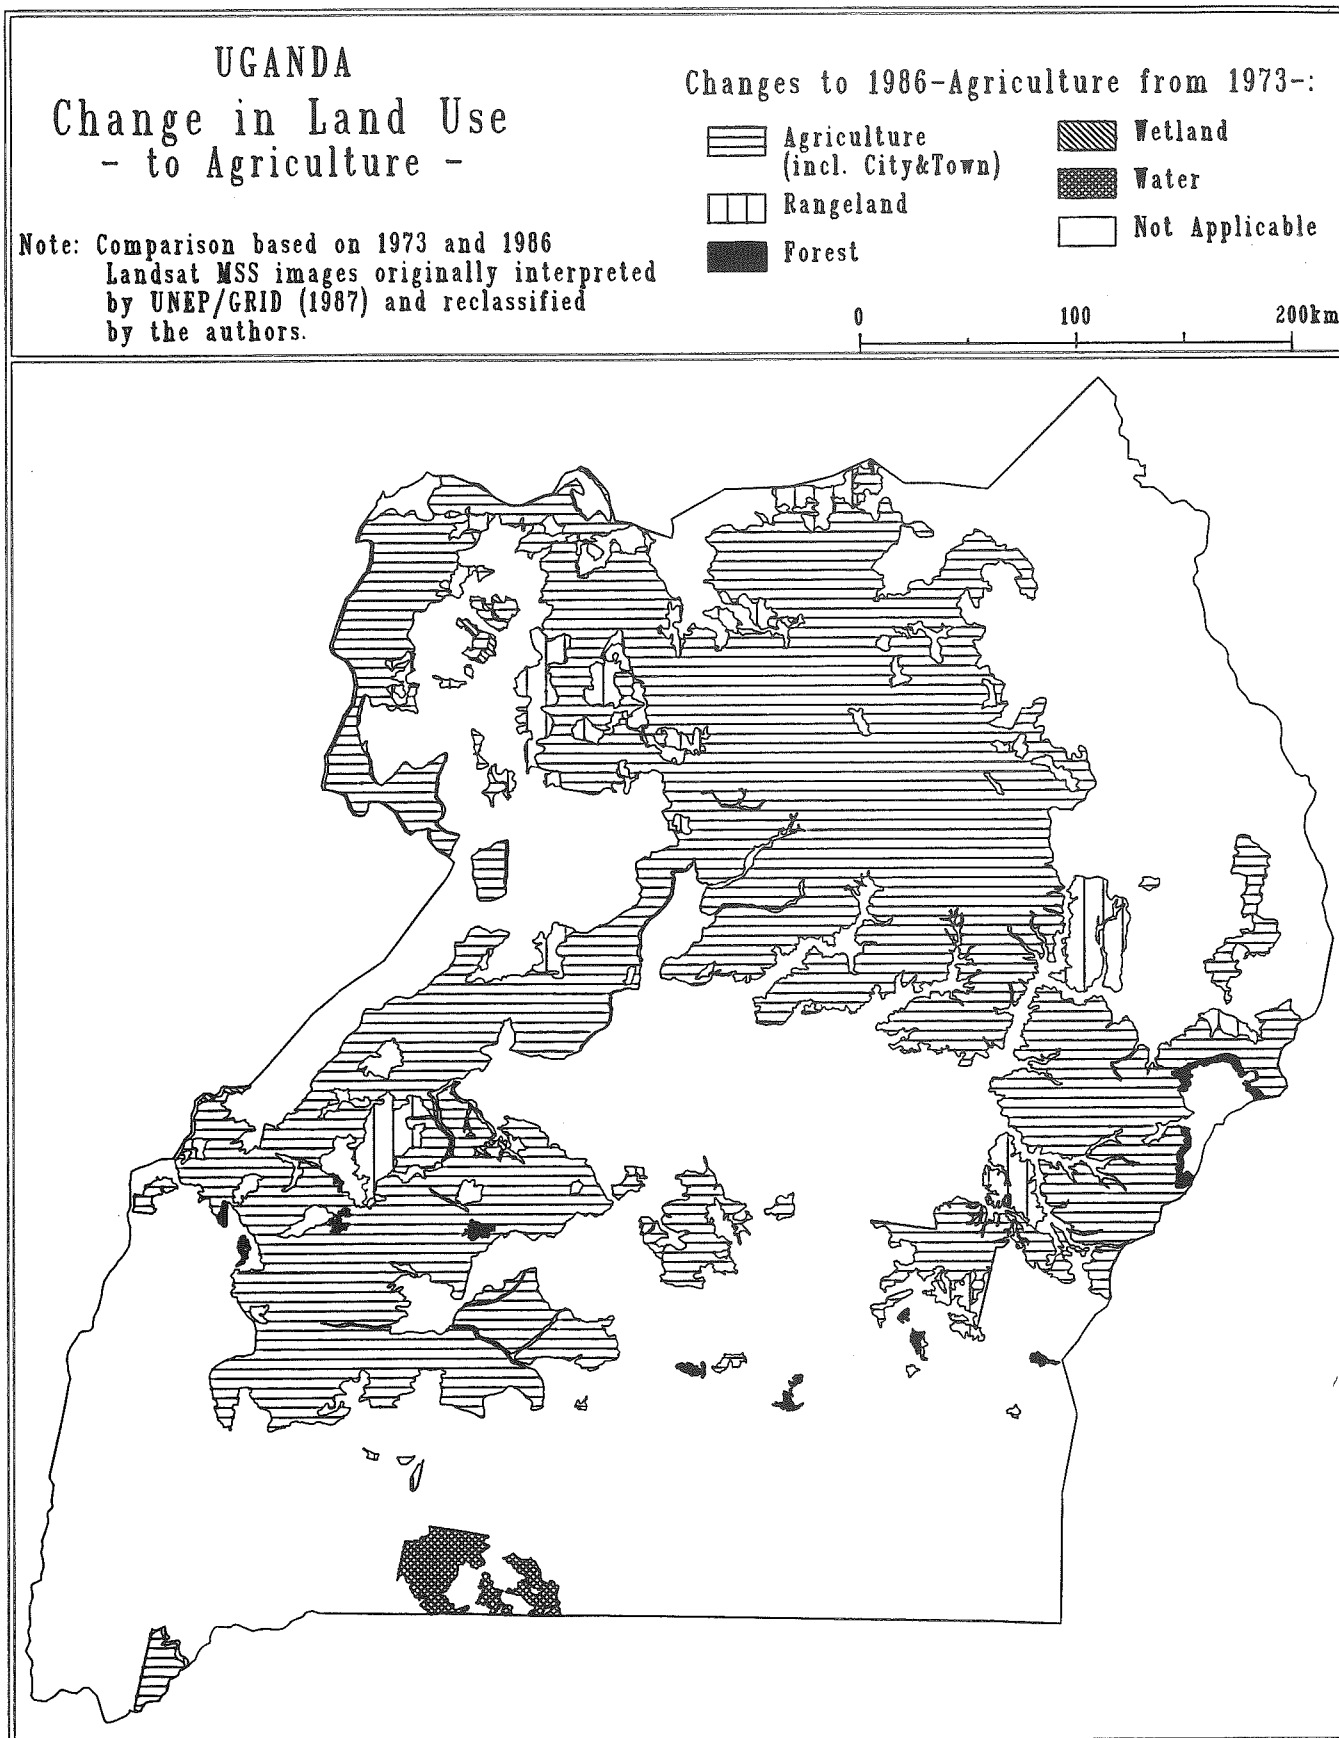 UGANDA
Change in Land Use
- to Agriculture -
Note: Comparison based on 1973 and 1986
Landsat MSS images originally interpreted
by UNEP/GRID (1987) and reclassified
by the authors.
Changes to 1986-Agriculture from 1973-:
Agriculture
(incl. City&Town)
Rangeland
Forest
Wetland
Water
Not Applicable
0 100 200km